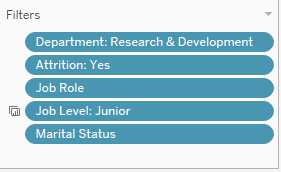 Filters
Department: Research & Development
Attrition: Yes
Job Role
Job Level: Junior
Marital Status